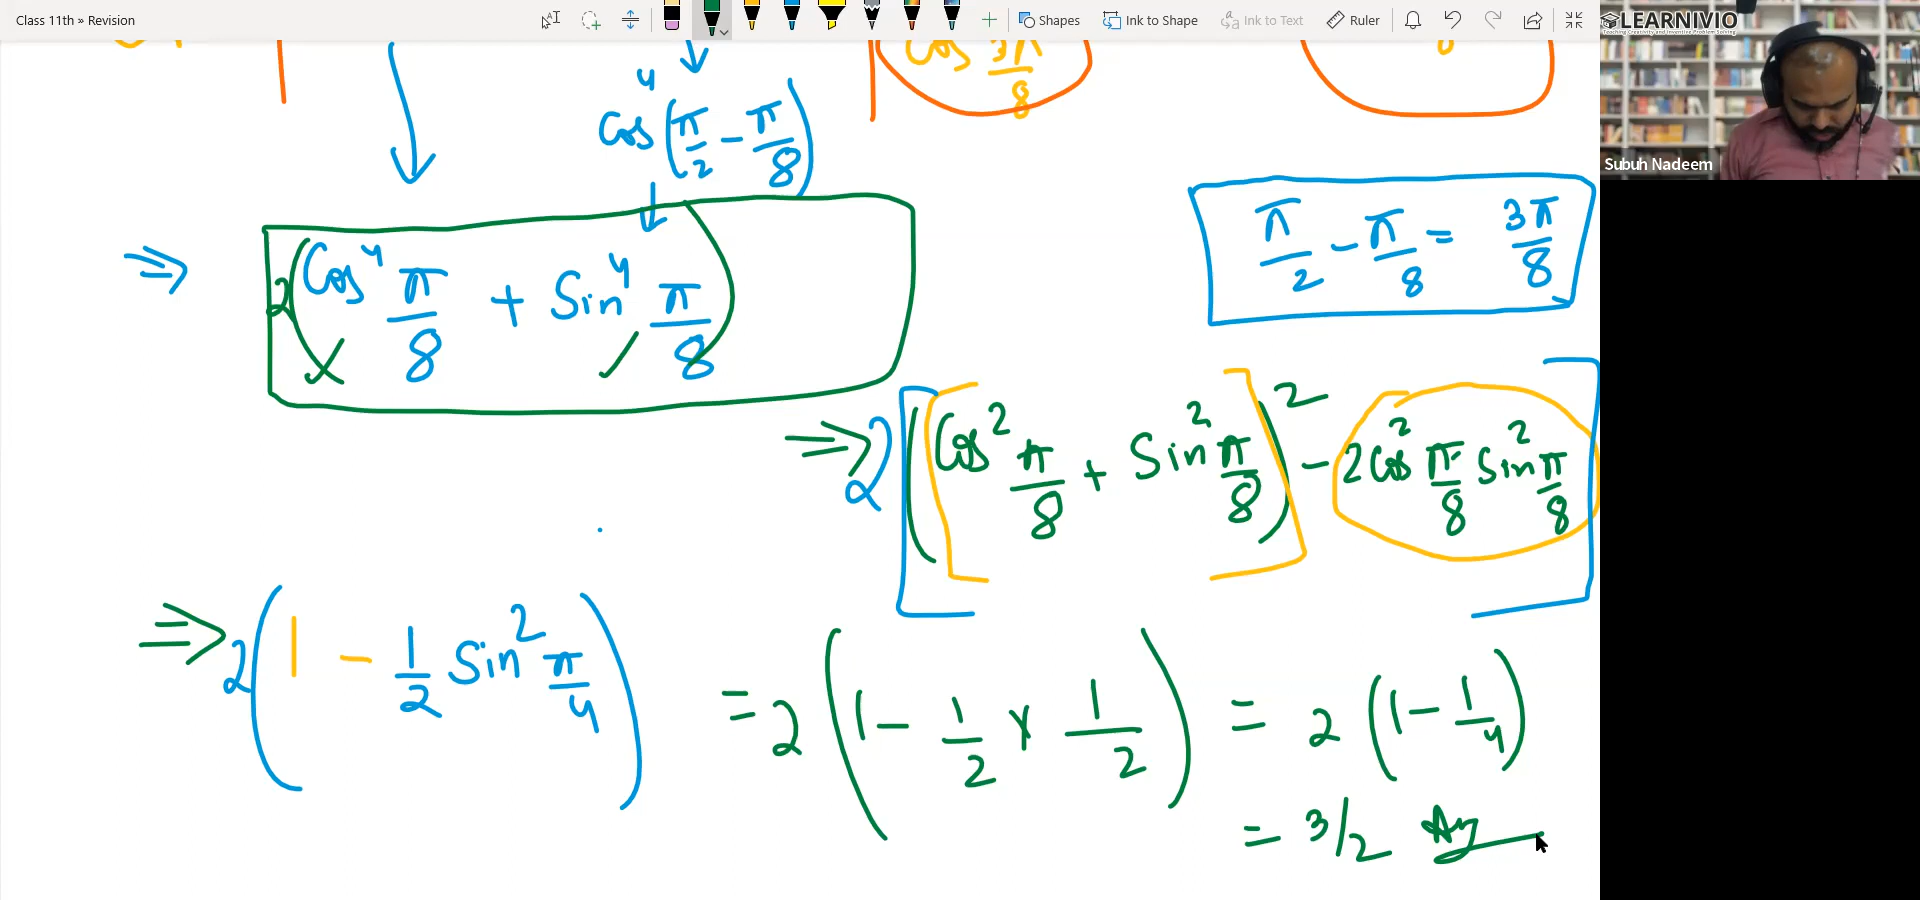 Class 11th » Revision
Shapes Ink to Shape Ink to Text Ruler
LEARNIVIO
Subuh Nadeem
Cos 3π/8
Cos⁴(π/2 − π/8)
π/2 − π/8 = 3π/8
⇒ 2(Cos⁴ π/8 + Sin⁴ π/8)
⇒ 2[(Cos² π/8 + Sin² π/8)² − 2Cos² π/8 Sin² π/8]
⇒ 2(1 − 1/2 Sin² π/4) = 2(1 − 1/2 × 1/2) = 2(1 − 1/4)
= 3/2 Ans